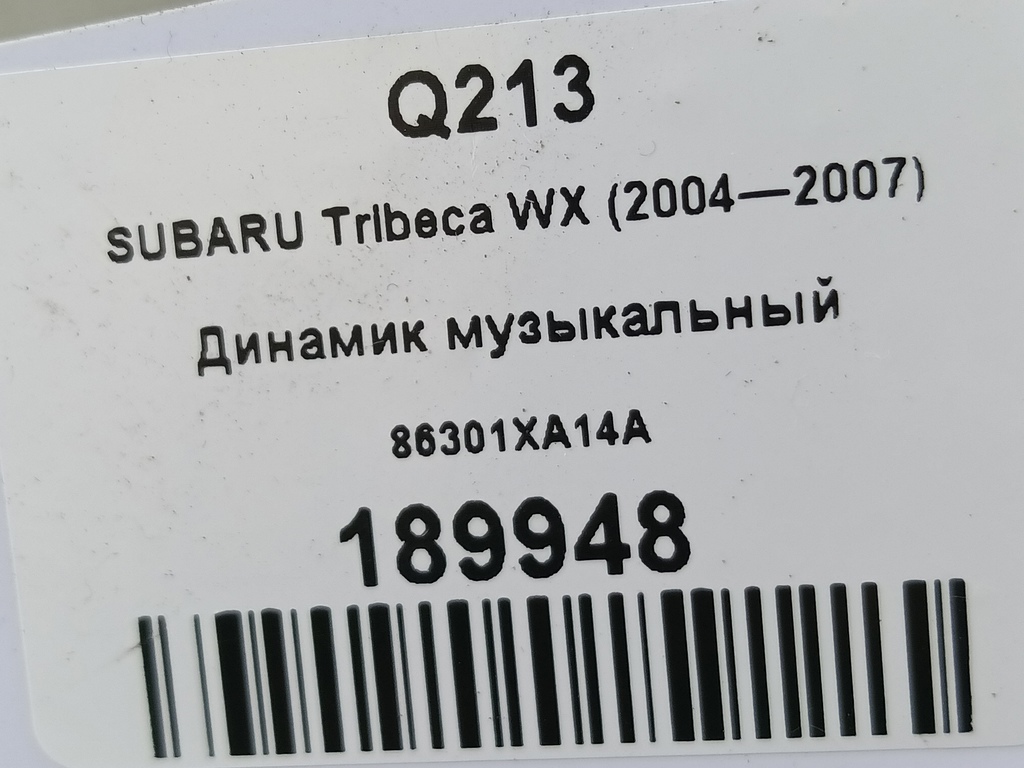 Q213
SUBARU Tribeca WX (2004—2007)
Динамик музыкальный
86301XA14A
189948